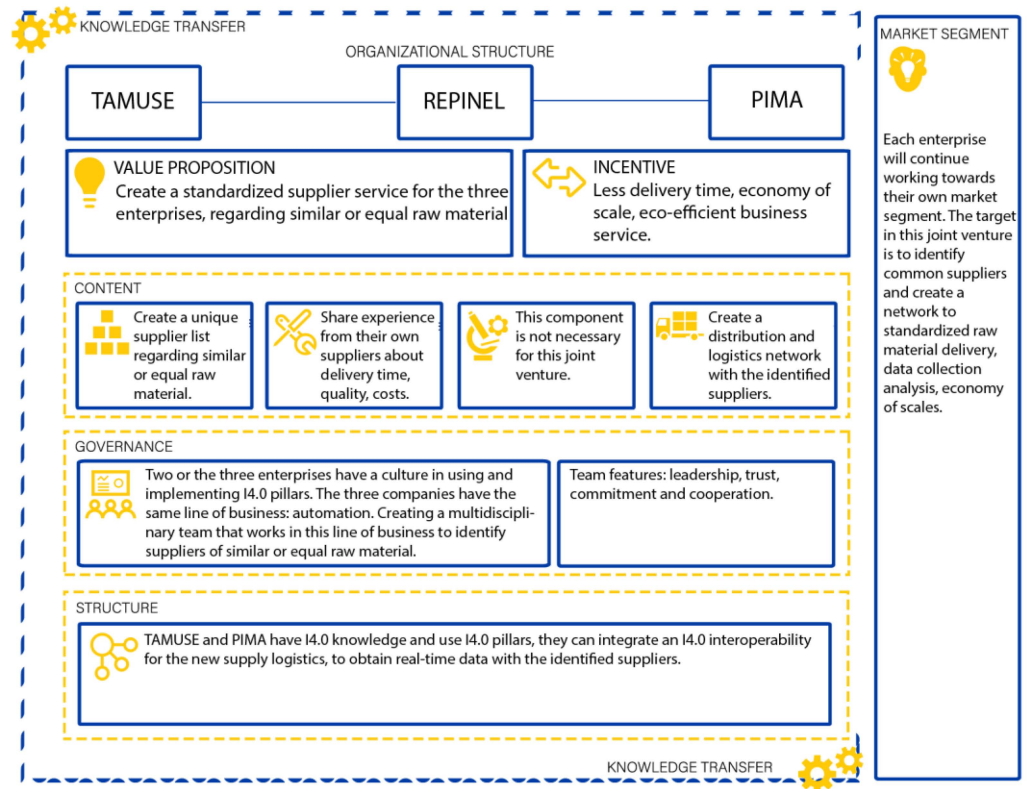 KNOWLEDGE TRANSFER
ORGANIZATIONAL STRUCTURE
TAMUSE
REPINEL
PIMA
VALUE PROPOSITION
Create a standardized supplier service for the three
enterprises, regarding similar or equal raw material
INCENTIVE
Less delivery time, economy of
scale, eco-efficient business
service.
CONTENT
Create a unique
supplier list
regarding similar
or equal raw
material.
Share experience
from their own
suppliers about
delivery time,
quality, costs.
This component
is not necessary
for this joint
venture.
Create a
distribution and
logistics network
with the identified
suppliers.
GOVERNANCE
Two or the three enterprises have a culture in using and
implementing I4.0 pillars. The three companies have the
same line of business: automation. Creating a multidiscipli-
nary team that works in this line of business to identify
suppliers of similar or equal raw material.
Team features: leadership, trust,
commitment and cooperation.
STRUCTURE
TAMUSE and PIMA have I4.0 knowledge and use I4.0 pillars, they can integrate an I4.0 interoperability
for the new supply logistics, to obtain real-time data with the identified suppliers.
KNOWLEDGE TRANSFER
MARKET SEGMENT
Each enterprise
will continue
working towards
their own market
segment. The target
in this joint venture
is to identify
common suppliers
and create a
network to
standardized raw
material delivery,
data collection
analysis, economy
of scales.